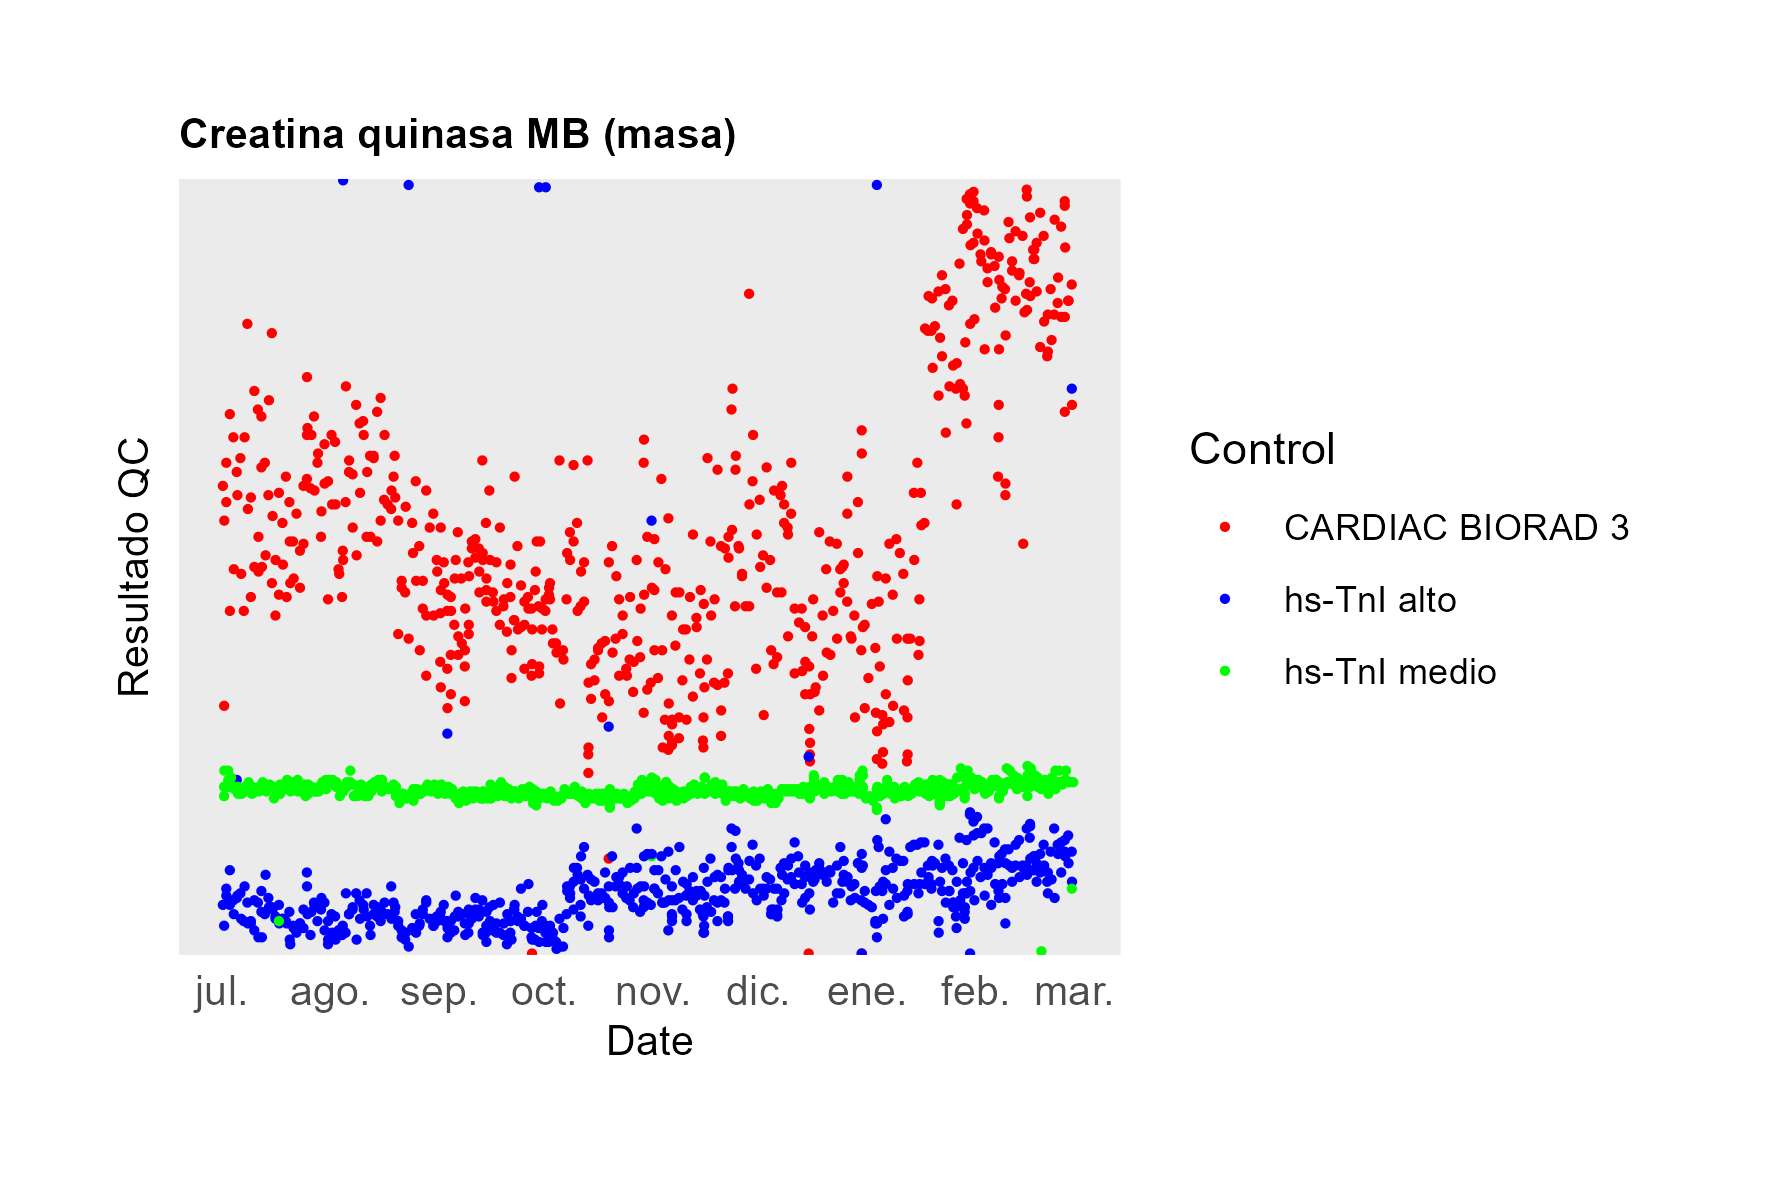 Creatina quinasa MB (masa)
Resultado QC
jul. ago. sep. oct. nov. dic. ene. feb. mar.
Date
Control
CARDIAC BIORAD 3
hs-TnI alto
hs-TnI medio